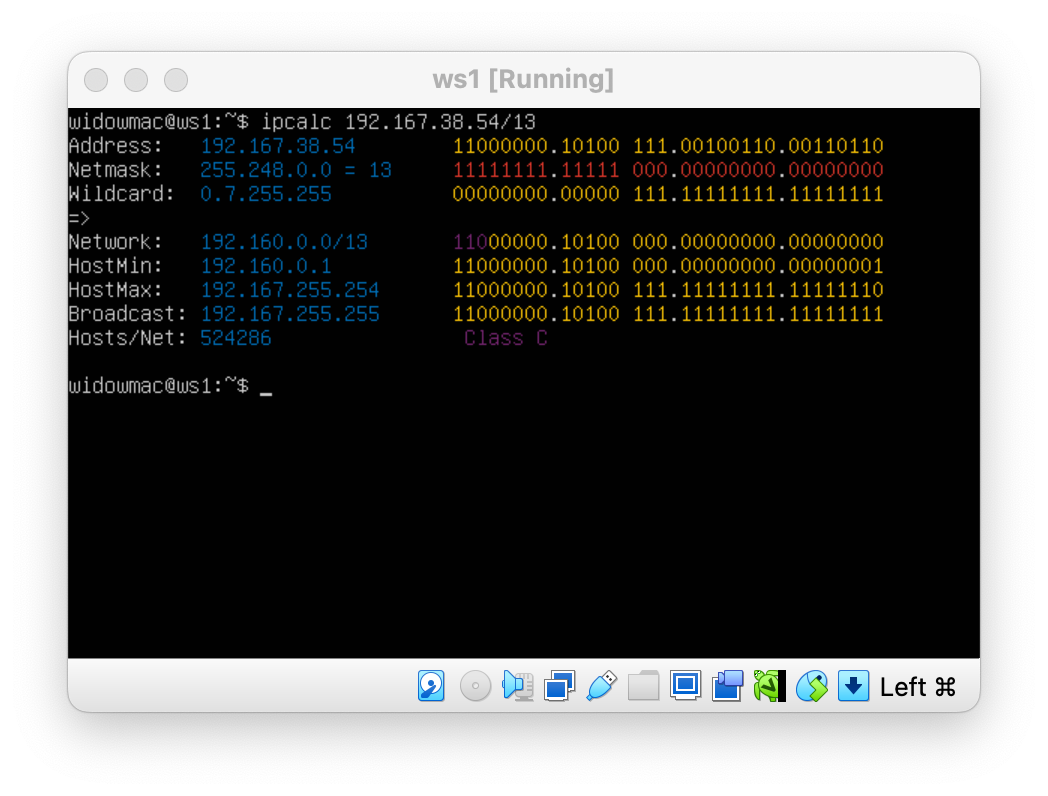 ws1 [Running]
widowmac@ws1:~$ ipcalc 192.167.38.54/13
Address:   192.167.38.54        11000000.10100 111.00100110.00110110
Netmask:   255.248.0.0 = 13     11111111.11111 000.00000000.00000000
Wildcard:  0.7.255.255          00000000.00000 111.11111111.11111111
=>
Network:   192.160.0.0/13       11000000.10100 000.00000000.00000000
HostMin:   192.160.0.1          11000000.10100 000.00000000.00000001
HostMax:   192.167.255.254      11000000.10100 111.11111111.11111110
Broadcast: 192.167.255.255      11000000.10100 111.11111111.11111111
Hosts/Net: 524286                Class C
widowmac@ws1:~$ _
Left ⌘